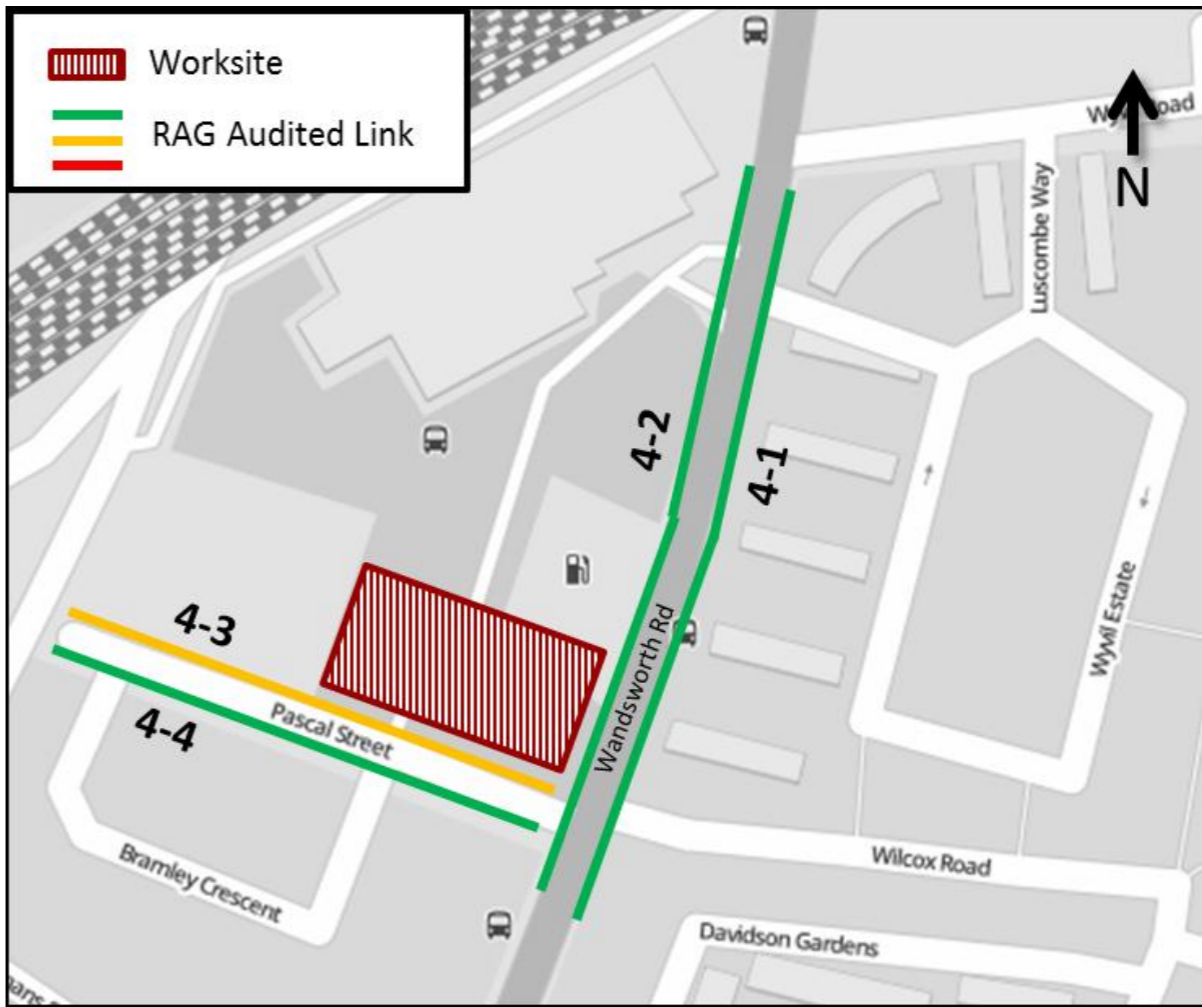 Worksite
RAG Audited Link
N
Luscombe Way
4-2
4-1
4-3
4-4
Pascal Street
Wandsworth Rd
Wyvil Estate
Bramley Crescent
Wilcox Road
Davidson Gardens
Road